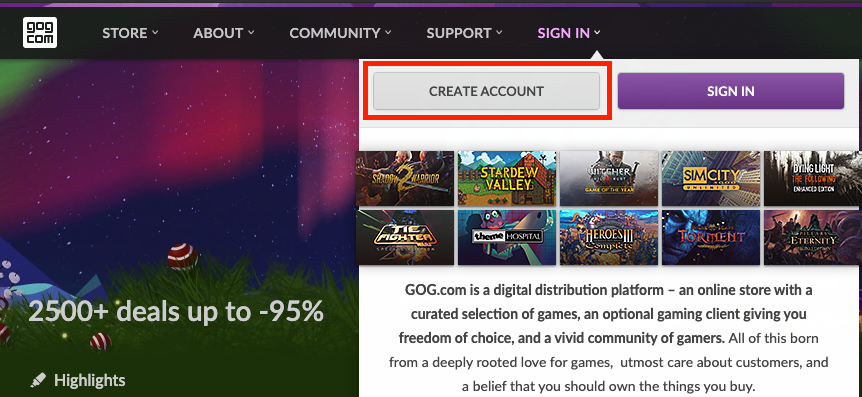 gog
com
STORE
ABOUT
COMMUNITY
SUPPORT
SIGN IN
CREATE ACCOUNT
SIGN IN
SHADOW WARRIOR 2
STARDEW
VALLEY
WITCHER
WILD HUNT
GAME OF THE YEAR
SIMCITY
UNLIMITED
DYING LIGHT
THE FOLLOWING
ENHANCED EDITION
TIE
FIGHTER
theme HOSPITAL
HEROES III
Complete
TORMENT
PILLARS
ETERNITY
2500+ deals up to -95%
Highlights
GOG.com is a digital distribution platform – an online store with a
curated selection of games, an optional gaming client giving you
freedom of choice, and a vivid community of gamers. All of this born
from a deeply rooted love for games, utmost care about customers, and
a belief that you should own the things you buy.